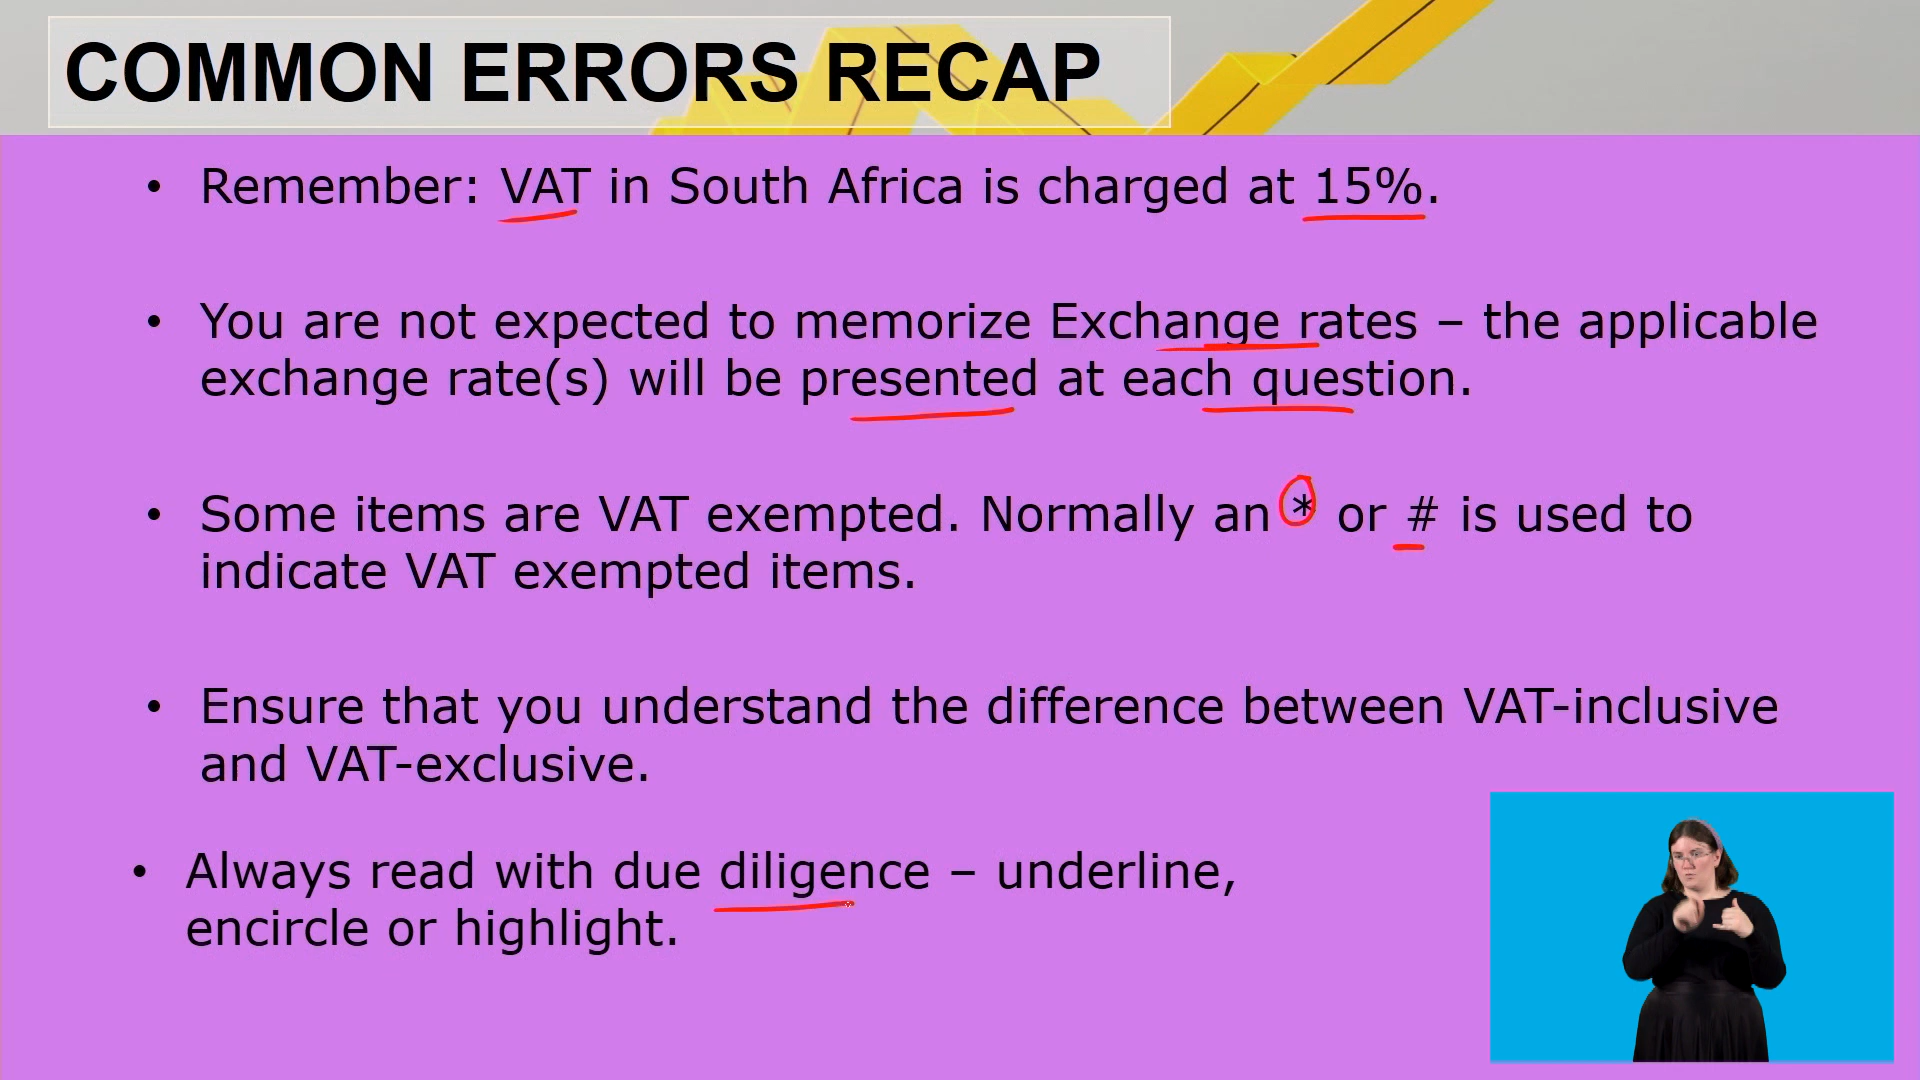 COMMON ERRORS RECAP
• Remember: VAT in South Africa is charged at 15%.
• You are not expected to memorize Exchange rates – the applicable
exchange rate(s) will be presented at each question.
• Some items are VAT exempted. Normally an * or # is used to
indicate VAT exempted items.
• Ensure that you understand the difference between VAT-inclusive
and VAT-exclusive.
• Always read with due diligence – underline,
encircle or highlight.